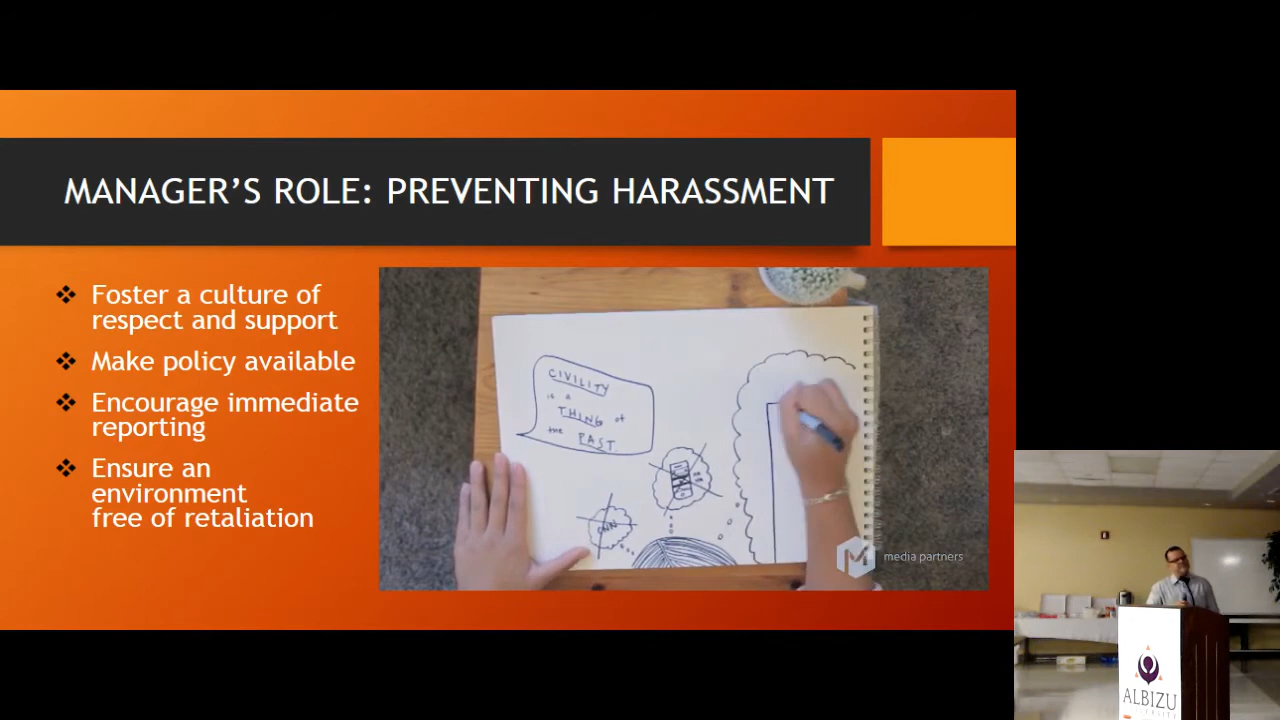 MANAGER’S ROLE: PREVENTING HARASSMENT
Foster a culture of
respect and support
Make policy available
Encourage immediate
reporting
Ensure an
environment
free of retaliation
CIVILITY
is a
THING of
the PAST.
CNN
media partners
ALBIZU